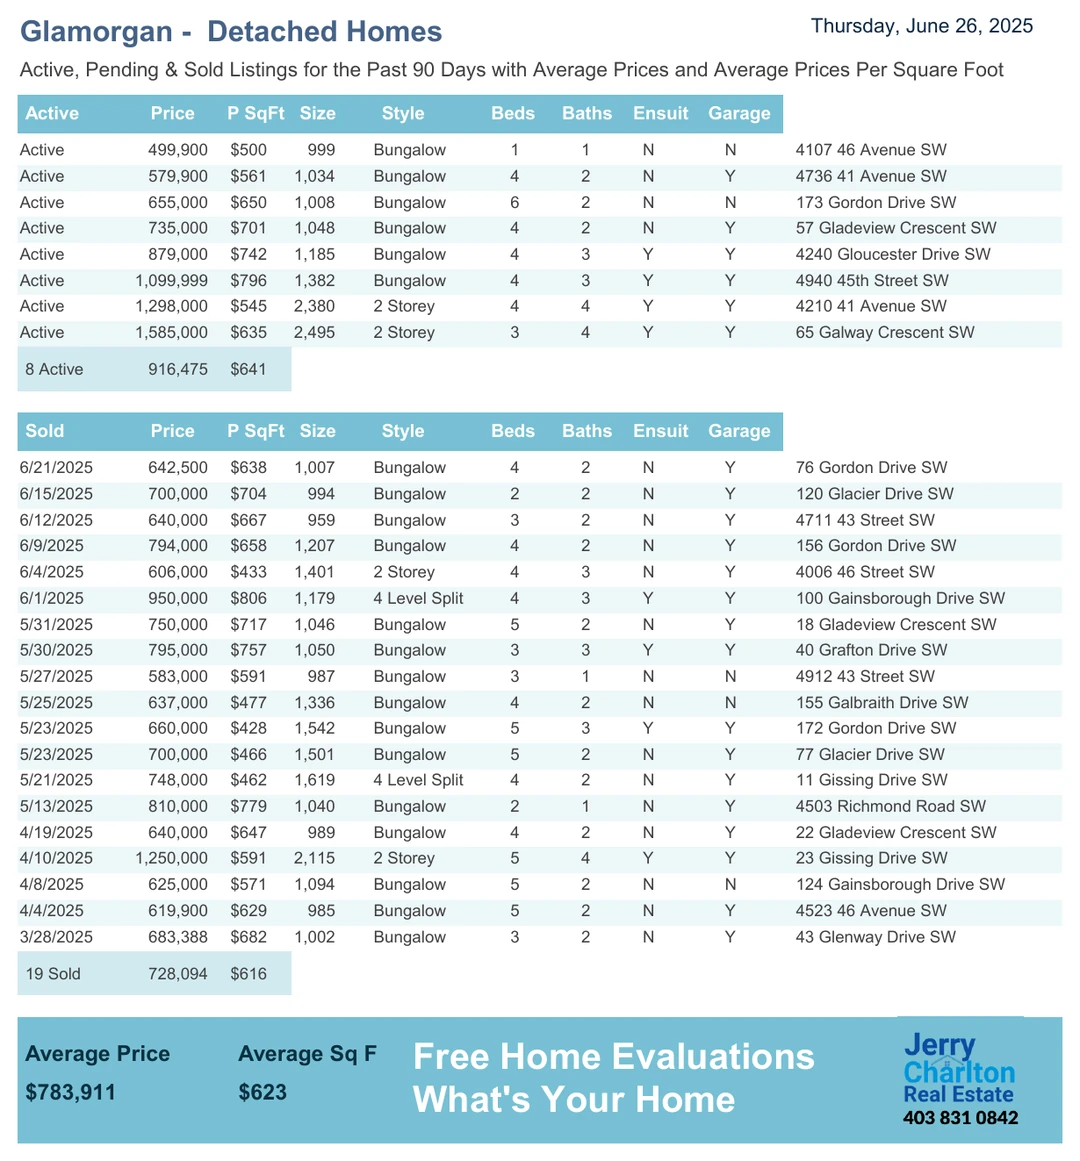 Glamorgan - Detached Homes
Thursday, June 26, 2025
Active, Pending & Sold Listings for the Past 90 Days with Average Prices and Average Prices Per Square Foot
Active Price P SqFt Size Style Beds Baths Ensuit Garage
Active 499,900 $500 999 Bungalow 1 1 N N 4107 46 Avenue SW
Active 579,900 $561 1,034 Bungalow 4 2 N Y 4736 41 Avenue SW
Active 655,000 $650 1,008 Bungalow 6 2 N N 173 Gordon Drive SW
Active 735,000 $701 1,048 Bungalow 4 2 N Y 57 Gladeview Crescent SW
Active 879,000 $742 1,185 Bungalow 4 3 Y Y 4240 Gloucester Drive SW
Active 1,099,999 $796 1,382 Bungalow 4 3 Y Y 4940 45th Street SW
Active 1,298,000 $545 2,380 2 Storey 4 4 Y Y 4210 41 Avenue SW
Active 1,585,000 $635 2,495 2 Storey 3 4 Y Y 65 Galway Crescent SW
8 Active 916,475 $641
Sold Price P SqFt Size Style Beds Baths Ensuit Garage
6/21/2025 642,500 $638 1,007 Bungalow 4 2 N Y 76 Gordon Drive SW
6/15/2025 700,000 $704 994 Bungalow 2 2 N Y 120 Glacier Drive SW
6/12/2025 640,000 $667 959 Bungalow 3 2 N Y 4711 43 Street SW
6/9/2025 794,000 $658 1,207 Bungalow 4 2 N Y 156 Gordon Drive SW
6/4/2025 606,000 $433 1,401 2 Storey 4 3 N Y 4006 46 Street SW
6/1/2025 950,000 $806 1,179 4 Level Split 4 3 Y Y 100 Gainsborough Drive SW
5/31/2025 750,000 $717 1,046 Bungalow 5 2 N Y 18 Gladeview Crescent SW
5/30/2025 795,000 $757 1,050 Bungalow 3 3 Y Y 40 Grafton Drive SW
5/27/2025 583,000 $591 987 Bungalow 3 1 N N 4912 43 Street SW
5/25/2025 637,000 $477 1,336 Bungalow 4 2 N N 155 Galbraith Drive SW
5/23/2025 660,000 $428 1,542 Bungalow 5 3 Y Y 172 Gordon Drive SW
5/23/2025 700,000 $466 1,501 Bungalow 5 2 N Y 77 Glacier Drive SW
5/21/2025 748,000 $462 1,619 4 Level Split 4 2 N Y 11 Gissing Drive SW
5/13/2025 810,000 $779 1,040 Bungalow 2 1 N Y 4503 Richmond Road SW
4/19/2025 640,000 $647 989 Bungalow 4 2 N Y 22 Gladeview Crescent SW
4/10/2025 1,250,000 $591 2,115 2 Storey 5 4 Y Y 23 Gissing Drive SW
4/8/2025 625,000 $571 1,094 Bungalow 5 2 N N 124 Gainsborough Drive SW
4/4/2025 619,900 $629 985 Bungalow 5 2 N Y 4523 46 Avenue SW
3/28/2025 683,388 $682 1,002 Bungalow 3 2 N Y 43 Glenway Drive SW
19 Sold 728,094 $616
Average Price Average Sq F
$783,911 $623
Free Home Evaluations
What's Your Home
Jerry
Charlton
Real Estate
403 831 0842